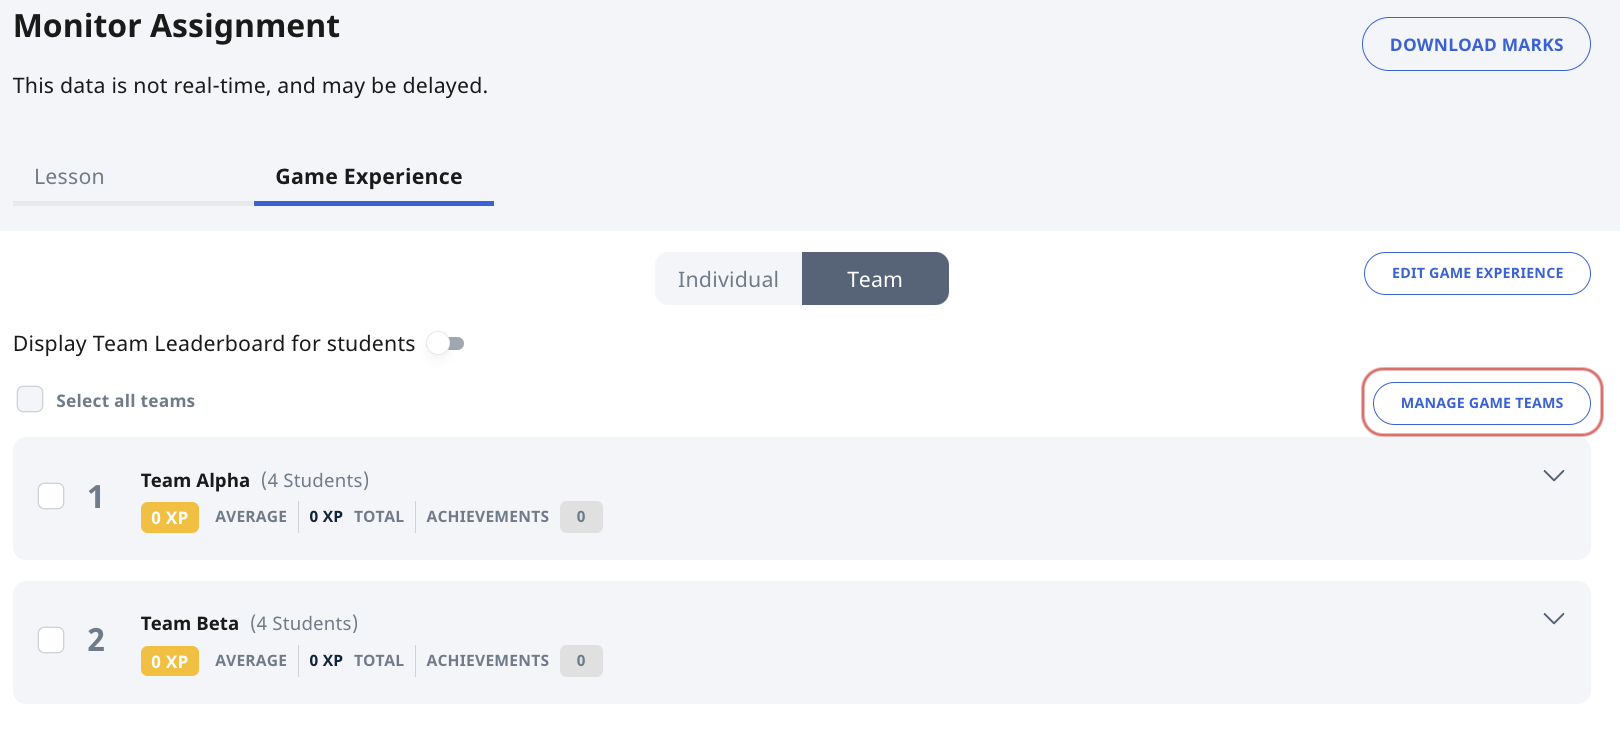 Monitor Assignment
DOWNLOAD MARKS
This data is not real-time, and may be delayed.
Lesson
Game Experience
Individual
Team
EDIT GAME EXPERIENCE
Display Team Leaderboard for students
Select all teams
MANAGE GAME TEAMS
1
Team Alpha (4 Students)
0 XP AVERAGE 0 XP TOTAL ACHIEVEMENTS 0
2
Team Beta (4 Students)
0 XP AVERAGE 0 XP TOTAL ACHIEVEMENTS 0